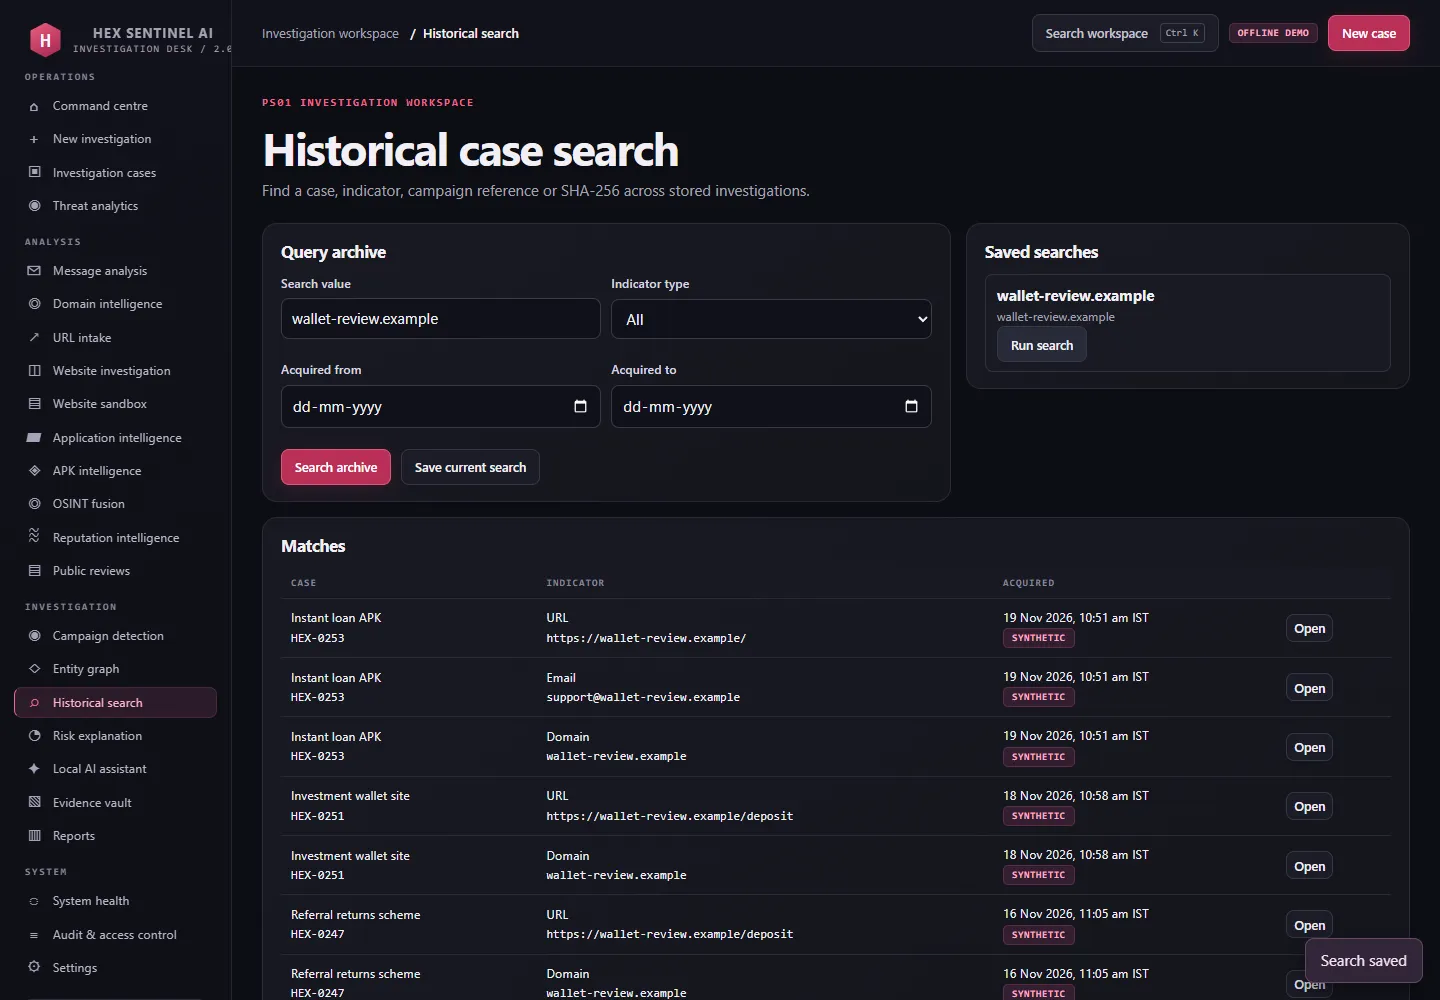 H
HEX SENTINEL AI
INVESTIGATION DESK / 2.0
OPERATIONS
Command centre
New investigation
Investigation cases
Threat analytics
ANALYSIS
Message analysis
Domain intelligence
URL intake
Website investigation
Website sandbox
Application intelligence
APK intelligence
OSINT fusion
Reputation intelligence
Public reviews
INVESTIGATION
Campaign detection
Entity graph
Historical search
Risk explanation
Local AI assistant
Evidence vault
Reports
SYSTEM
System health
Audit & access control
Settings
Investigation workspace / Historical search
Search workspace Ctrl K
OFFLINE DEMO
New case
PS01 INVESTIGATION WORKSPACE
Historical case search
Find a case, indicator, campaign reference or SHA-256 across stored investigations.
Query archive
Search value
wallet-review.example
Indicator type
All
Acquired from
dd-mm-yyyy
Acquired to
dd-mm-yyyy
Search archive
Save current search
Saved searches
wallet-review.example
wallet-review.example
Run search
Matches
CASE INDICATOR ACQUIRED
Instant loan APK URL 19 Nov 2026, 10:51 am IST
HEX-0253 https://wallet-review.example/ SYNTHETIC Open
Instant loan APK Email 19 Nov 2026, 10:51 am IST
HEX-0253 support@wallet-review.example SYNTHETIC Open
Instant loan APK Domain 19 Nov 2026, 10:51 am IST
HEX-0253 wallet-review.example SYNTHETIC Open
Investment wallet site URL 18 Nov 2026, 10:58 am IST
HEX-0251 https://wallet-review.example/deposit SYNTHETIC Open
Investment wallet site Domain 18 Nov 2026, 10:58 am IST
HEX-0251 wallet-review.example SYNTHETIC Open
Referral returns scheme URL 16 Nov 2026, 11:05 am IST
HEX-0247 https://wallet-review.example/deposit SYNTHETIC Open
Referral returns scheme Domain 16 Nov 2026, 11:05 am IST
HEX-0247 wallet-review.example SYNTHETIC Open
Search saved